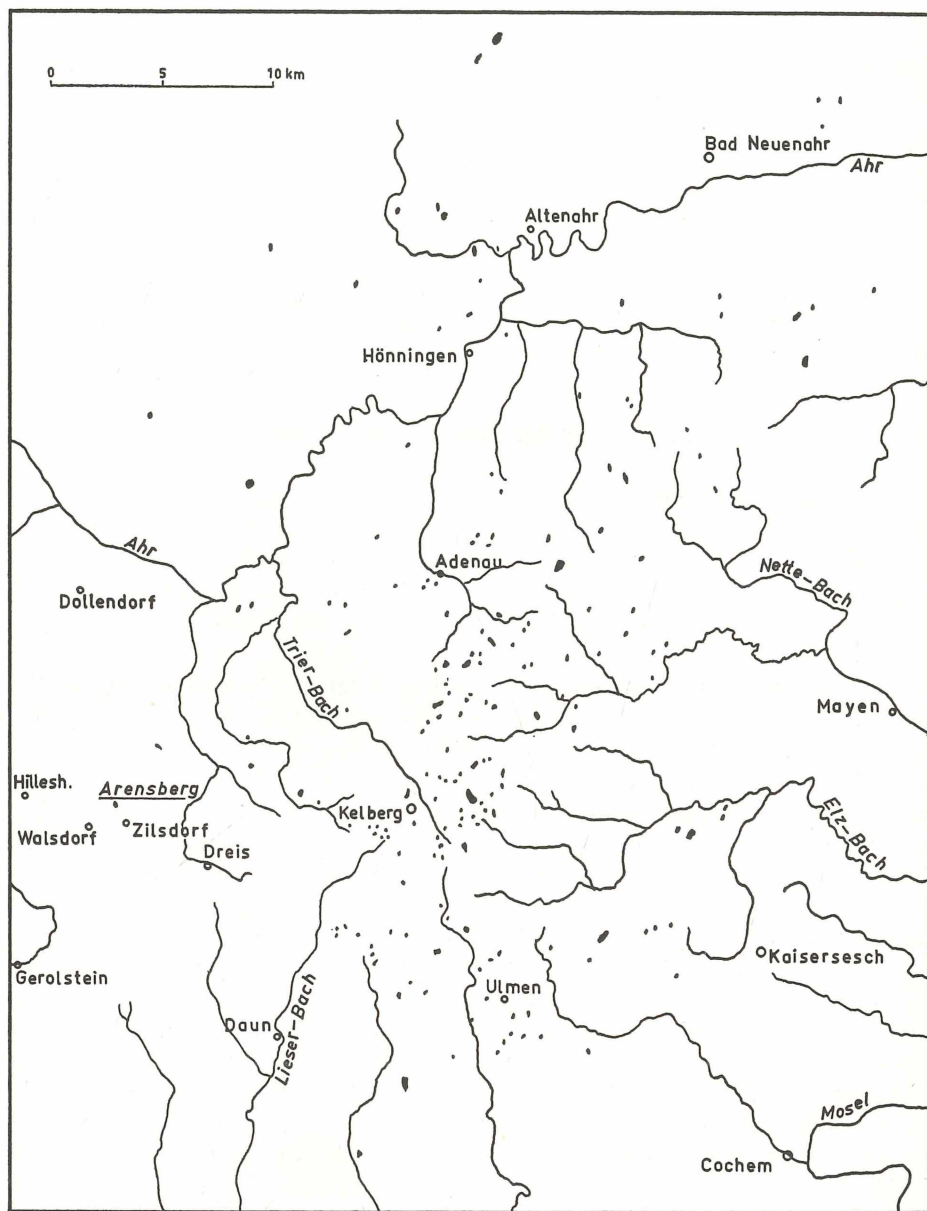 0 5 10 km
Bad Neuenahr
Ahr
Altenahr
Hönningen
Ahr
Adenau
Nette-Bach
Dollendorf
Trier-Bach
Mayen
Hillesh.
Arensberg
Kelberg
Elz-Bach
Walsdorf
Zilsdorf
Dreis
Kaisersesch
Gerolstein
Ulmen
Daun
Lieser-Bach
Mosel
Cochem